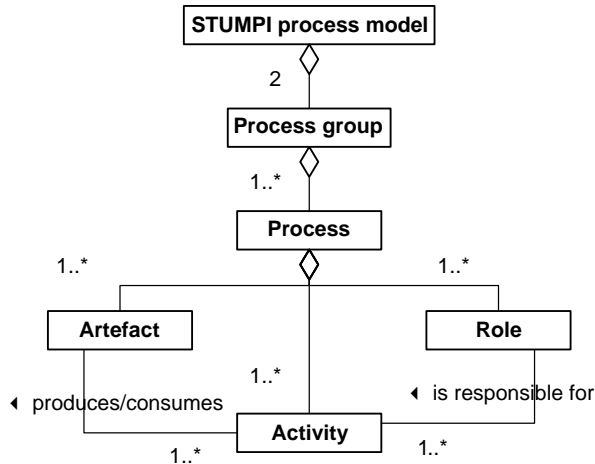 STUMPI process model
2
Process group
1..*
Process
1..*
1..*
Artefact
Role
1..*
produces/consumes
is responsible for
Activity
1..*
1..*